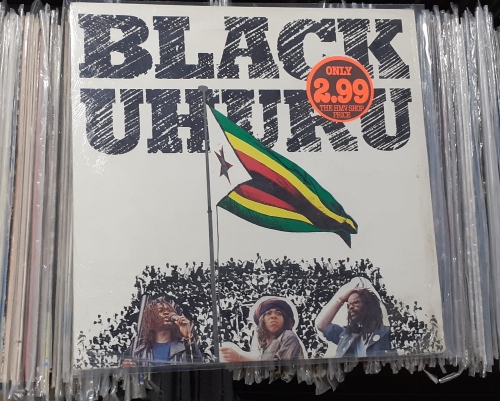 BLACK
UHURU
ONLY
2.99
THE HMV SHOP
PRICE